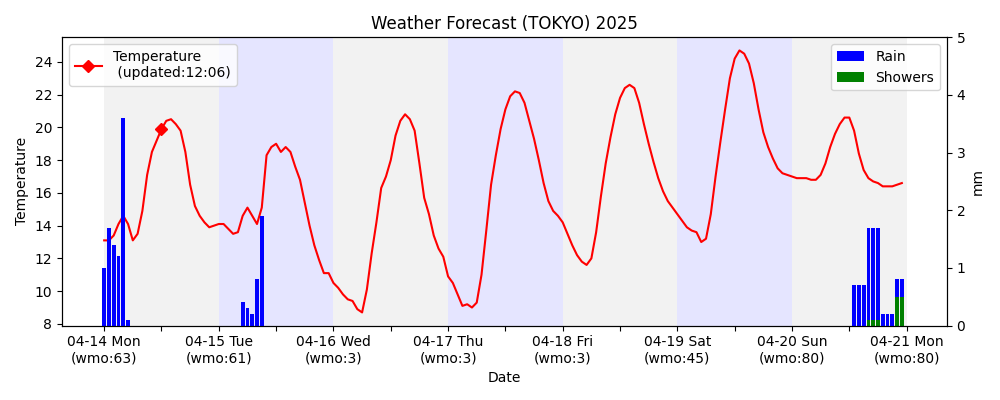 Weather Forecast (TOKYO) 2025
Temperature
(updated:12:06)
Rain
Showers
Temperature
24
22
20
18
16
14
12
10
8
5
4
3
2
1
0
mm
04-14 Mon
(wmo:63)
04-15 Tue
(wmo:61)
04-16 Wed
(wmo:3)
04-17 Thu
(wmo:3)
04-18 Fri
(wmo:3)
04-19 Sat
(wmo:45)
04-20 Sun
(wmo:80)
04-21 Mon
(wmo:80)
Date